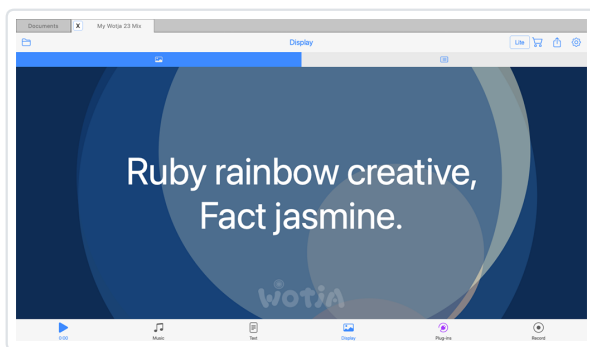 Documents
X
My Wotja 23 Mix
Display
Lite
Ruby rainbow creative,
Fact jasmine.
wotja
0:00
Music
Text
Display
Plug-ins
Record